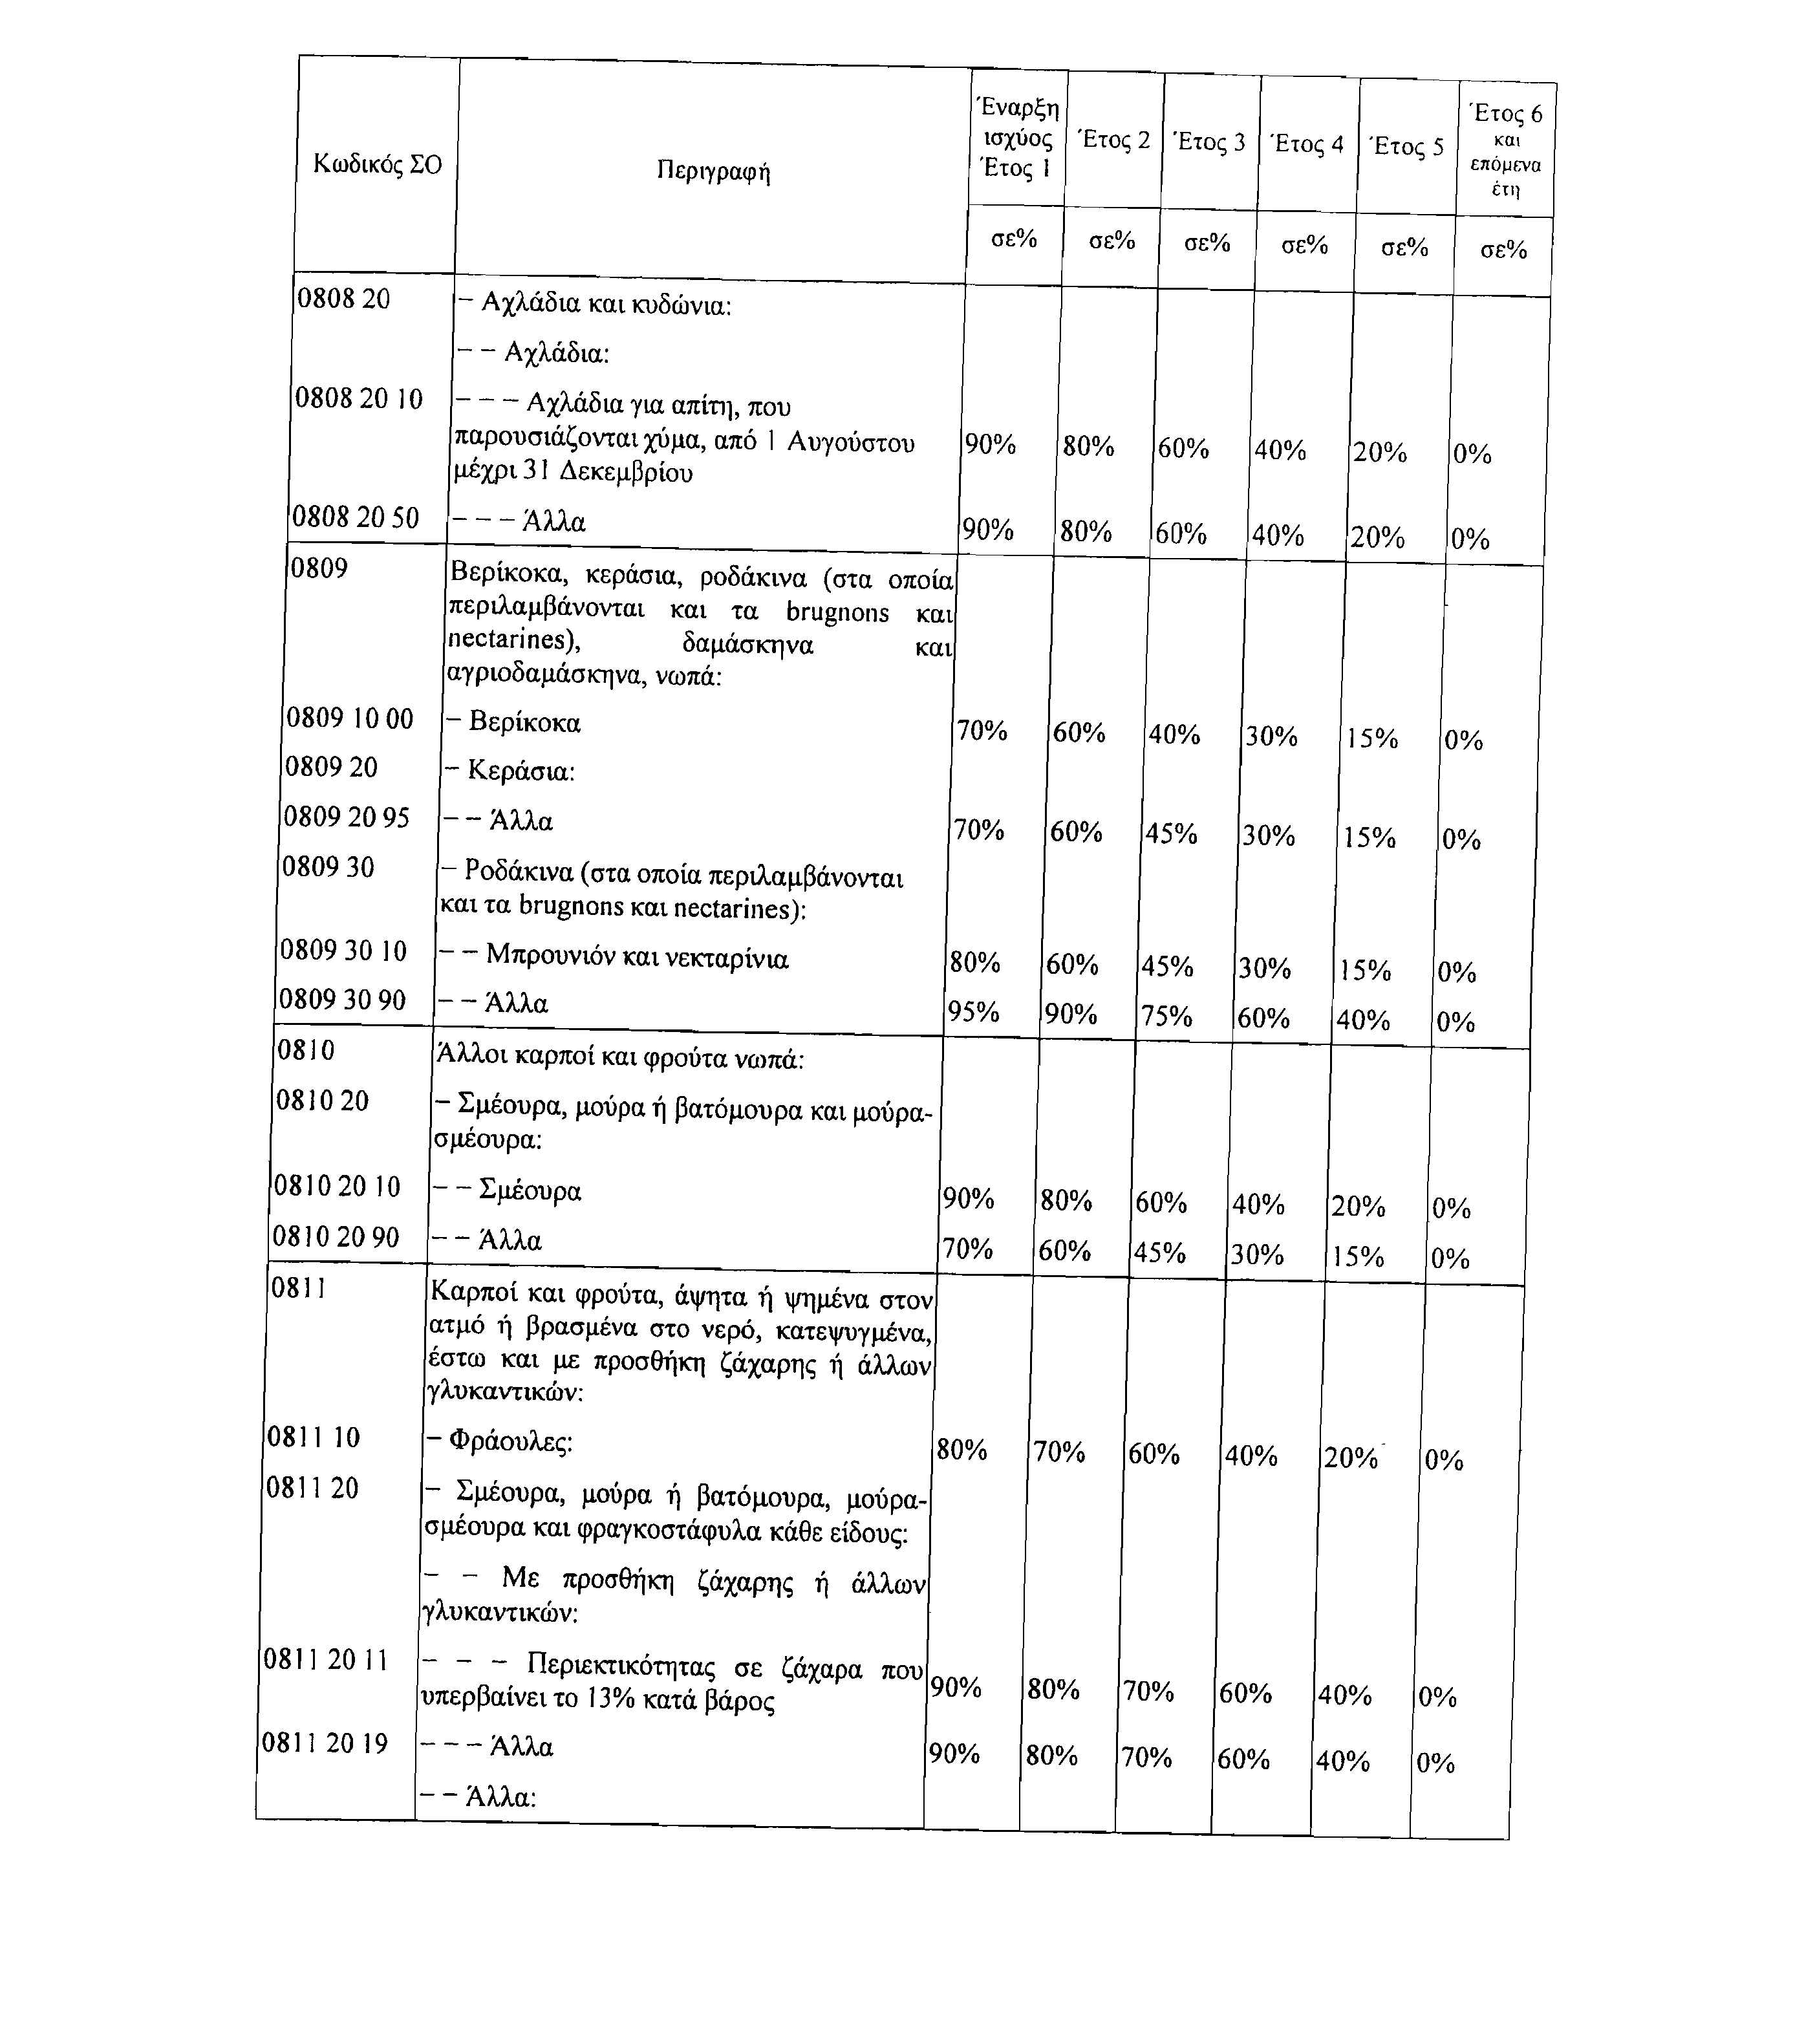 Κωδικός ΣΟ Περιγραφή Έναρξη ισχύος Έτος 1 Έτος 2 Έτος 3 Έτος 4 Έτος 5 Έτος 6 και επόμενα έτη
σε% σε% σε% σε% σε% σε%
0808 20 – Αχλάδια και κυδώνια:
– – Αχλάδια:
0808 20 10 – – – Αχλάδια για απίτη, που
παρουσιάζονται χύμα, από 1 Αυγούστου 90% 80% 60% 40% 20% 0%
μέχρι 31 Δεκεμβρίου
0808 20 50 – – – Άλλα 90% 80% 60% 40% 20% 0%
0809 Βερίκοκα, κεράσια, ροδάκινα (στα οποία
περιλαμβάνονται και τα brugnons και
nectarines), δαμάσκηνα και
αγριοδαμάσκηνα, νωπά:
0809 10 00 – Βερίκοκα 70% 60% 40% 30% 15% 0%
0809 20 – Κεράσια:
0809 20 95 – – Άλλα 70% 60% 45% 30% 15% 0%
0809 30 – Ροδάκινα (στα οποία περιλαμβάνονται
και τα brugnons και nectarines):
0809 30 10 – – Μπρουνιόν και νεκταρίνια 80% 60% 45% 30% 15% 0%
0809 30 90 – – Άλλα 95% 90% 75% 60% 40% 0%
0810 Άλλοι καρποί και φρούτα νωπά:
0810 20 – Σμέουρα, μούρα ή βατόμουρα και μούρα-
σμέουρα:
0810 20 10 – – Σμέουρα 90% 80% 60% 40% 20% 0%
0810 20 90 – – Άλλα 70% 60% 45% 30% 15% 0%
0811 Καρποί και φρούτα, άψητα ή ψημένα στον
ατμό ή βρασμένα στο νερό, κατεψυγμένα,
έστω και με προσθήκη ζάχαρης ή άλλων
γλυκαντικών:
0811 10 – Φράουλες: 80% 70% 60% 40% 20% 0%
0811 20 – Σμέουρα, μούρα ή βατόμουρα, μούρα-
σμέουρα και φραγκοστάφυλα κάθε είδους:
– – Με προσθήκη ζάχαρης ή άλλων
γλυκαντικών:
0811 20 11 – – – Περιεκτικότητας σε ζάχαρα που
υπερβαίνει το 13% κατά βάρος 90% 80% 70% 60% 40% 0%
0811 20 19 – – – Άλλα 90% 80% 70% 60% 40% 0%
– – Άλλα: